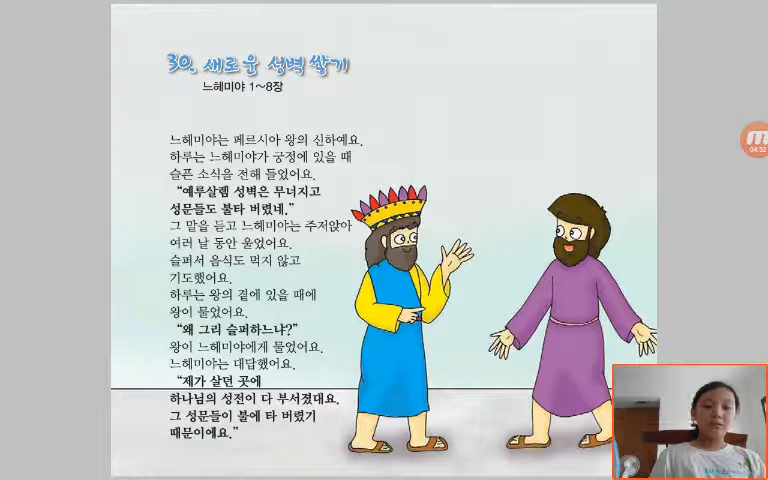 30. 새로운 성벽 쌓기
느헤미야 1~8장
느헤미야는 페르시아 왕의 신하예요.
하루는 느헤미야가 궁정에 있을 때
슬픈 소식을 전해 들었어요.
“예루살렘 성벽은 무너지고
성문들도 불타 버렸네.”
그 말을 듣고 느헤미야는 주저앉아
여러 날 동안 울었어요.
슬퍼서 음식도 먹지 않고
기도했어요.
하루는 왕의 곁에 있을 때에
왕이 물었어요.
“왜 그리 슬퍼하느냐?”
왕이 느헤미야에게 물었어요.
느헤미야는 대답했어요.
“제가 살던 곳에
하나님의 성전이 다 부서졌대요.
그 성문들이 불에 타 버렸기
때문이에요.”
04:52